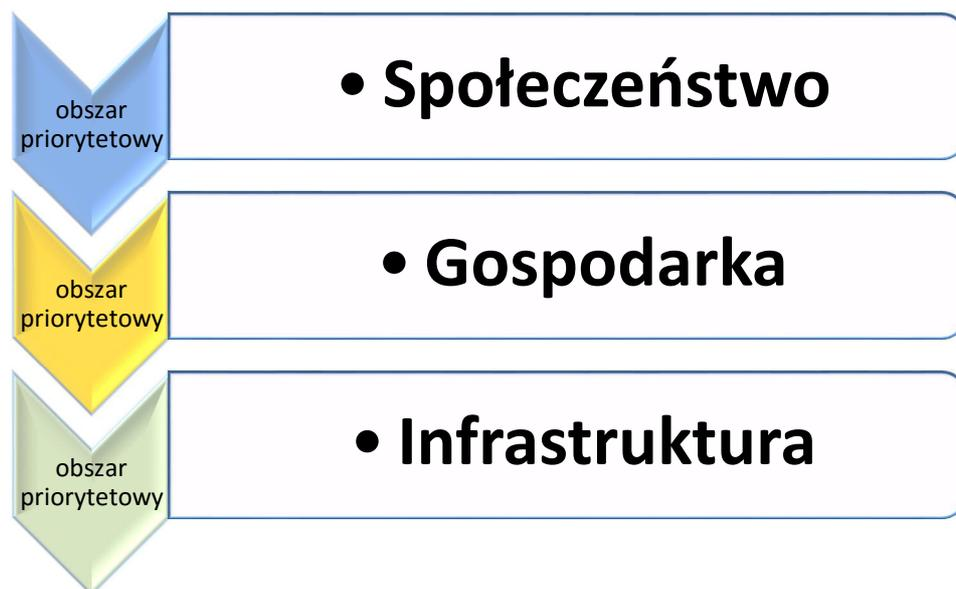 obszar
priorytetowy
• Społeczeństwo
obszar
priorytetowy
• Gospodarka
obszar
priorytetowy
• Infrastruktura